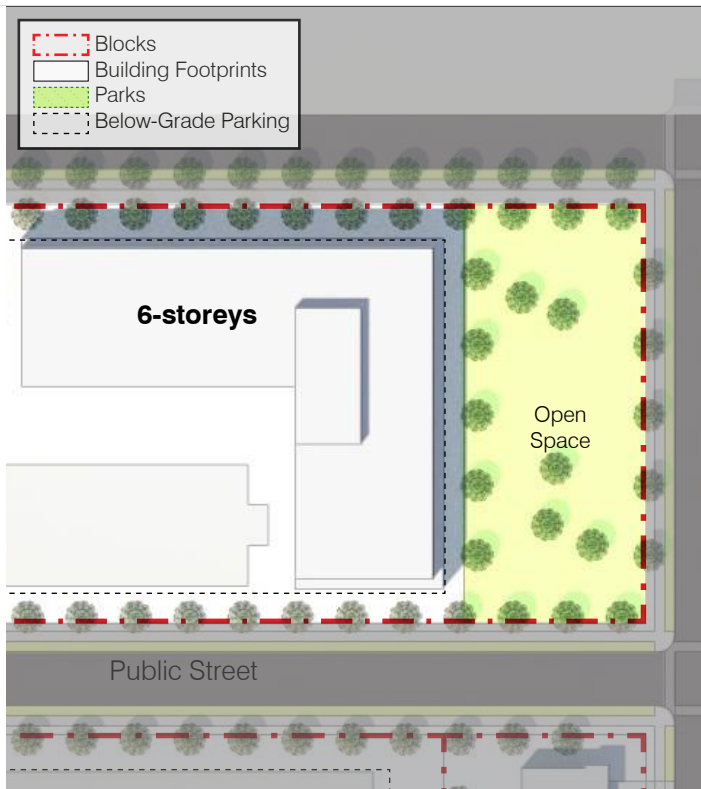 Blocks
Building Footprints
Parks
Below-Grade Parking
6-storeys
Open
Space
Public Street